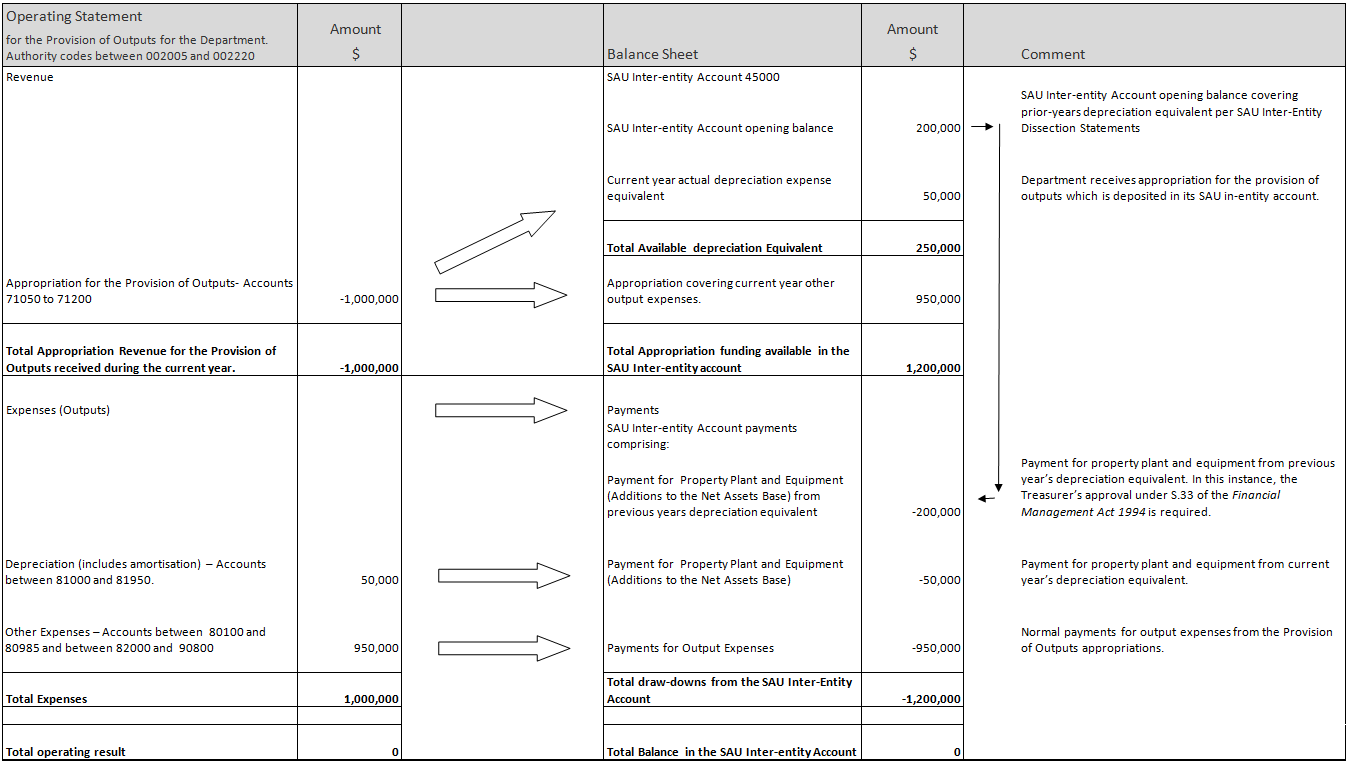 Operating Statement
for the Provision of Outputs for the Department.
Authority codes between 002005 and 002220
Amount
$
Balance Sheet
Amount
$
Comment
Revenue
SAU Inter-entity Account 45000
SAU Inter-entity Account opening balance
200,000
SAU Inter-entity Account opening balance covering
prior-years depreciation equivalent per SAU Inter-Entity
Dissection Statements
Current year actual depreciation expense
equivalent
50,000
Department receives appropriation for the provision of
outputs which is deposited in its SAU in-entity account.
Total Available depreciation Equivalent
250,000
Appropriation for the Provision of Outputs- Accounts
71050 to 71200
-1,000,000
Appropriation covering current year other
output expenses.
950,000
Total Appropriation Revenue for the Provision of
Outputs received during the current year.
-1,000,000
Total Appropriation funding available in the
SAU Inter-entity account
1,200,000
Expenses (Outputs)
Payments
SAU Inter-entity Account payments
comprising:
Payment for Property Plant and Equipment
(Additions to the Net Assets Base) from
previous years depreciation equivalent
-200,000
Payment for property plant and equipment from previous
year's depreciation equivalent. In this instance, the
Treasurer's approval under S.33 of the Financial
Management Act 1994 is required.
Depreciation (includes amortisation) – Accounts
between 81000 and 81950.
50,000
Payment for Property Plant and Equipment
(Additions to the Net Assets Base)
-50,000
Payment for property plant and equipment from current
year's depreciation equivalent.
Other Expenses – Accounts between 80100 and
80985 and between 82000 and 90800
950,000
Payments for Output Expenses
-950,000
Normal payments for output expenses from the Provision
of Outputs appropriations.
Total Expenses
1,000,000
Total draw-downs from the SAU Inter-Entity
Account
-1,200,000
Total operating result
0
Total Balance in the SAU Inter-entity Account
0